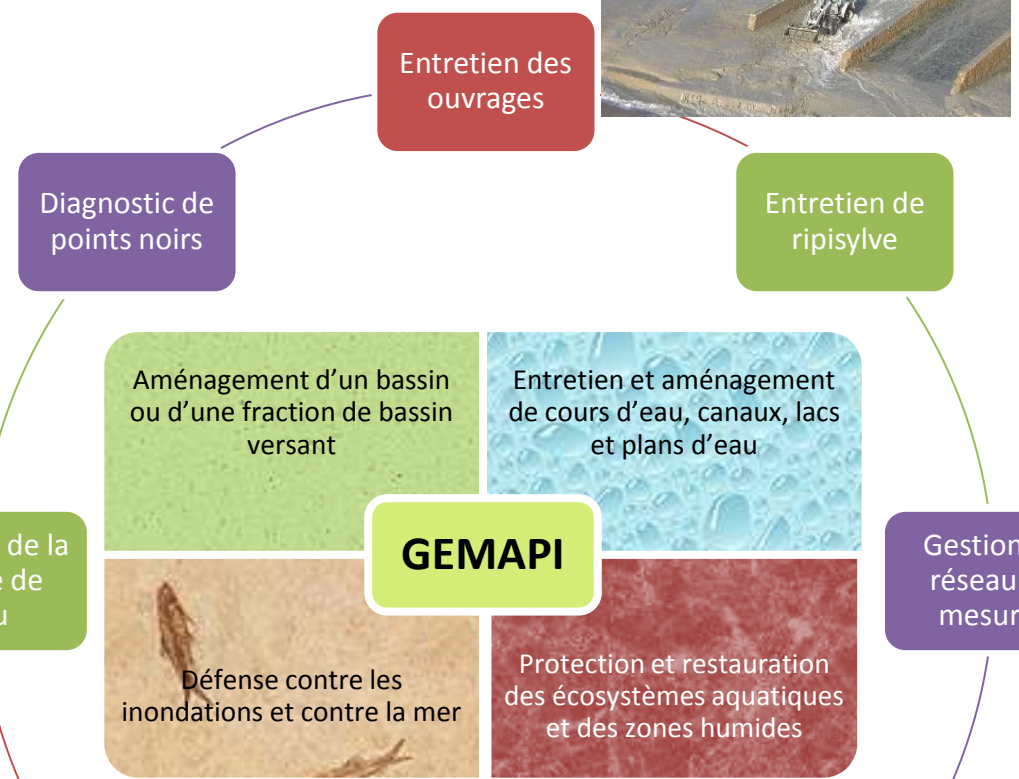 Entretien des
ouvrages
Diagnostic de
points noirs
Entretien de
ripisylve
Aménagement d’un bassin
ou d’une fraction de bassin
versant
Entretien et aménagement
de cours d’eau, canaux, lacs
et plans d’eau
de la
de
Gestion
réseau
GEMAPI
Défense contre les
inondations et contre la mer
Protection et restauration
des écosystèmes aquatiques
et des zones humides